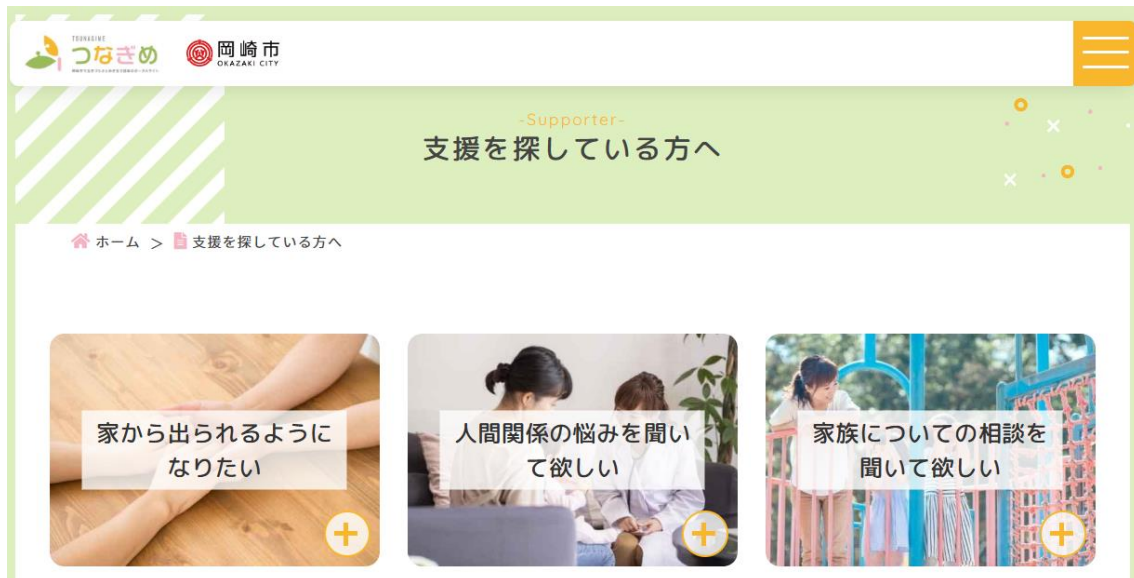 TSUNAGIME
つなぎめ
岡崎市
OKAZAKI CITY
-Supporter-
支援を探している方へ
ホーム > 支援を探している方へ
家から出られるように
なりたい
人間関係の悩みを聞い
て欲しい
家族についての相談を
聞いて欲しい